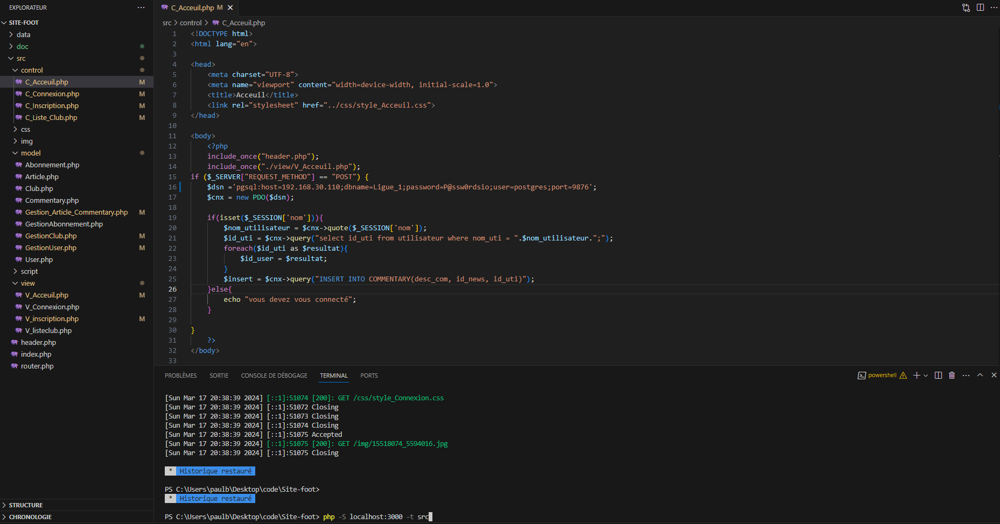 EXPLORATEUR
SITE-FOOT
data
doc
src
control
C_Acceuil.php M
C_Connexion.php M
C_Inscription.php M
C_Liste_Club.php M
css
img
model
Abonnement.php
Article.php
Club.php
Commentary.php
Gestion_Article_Commentary.php M
GestionAbonnement.php
GestionClub.php M
GestionUser.php M
User.php
script
view
V_Acceuil.php M
V_Connexion.php
V_inscription.php M
V_listeclub.php
header.php
index.php
router.php
STRUCTURE
CHRONOLOGIE
C_Acceuil.php M
src > control > C_Acceuil.php
1 <!DOCTYPE html>
2 <html lang="en">
3
4 <head>
5 <meta charset="UTF-8">
6 <meta name="viewport" content="width=device-width, initial-scale=1.0">
7 <title>Acceuil</title>
8 <link rel="stylesheet" href="../css/style_Acceuil.css">
9 </head>
10
11 <body>
12 <?php
13 include_once("header.php");
14 include_once("./view/V_Acceuil.php");
15 if ($_SERVER["REQUEST_METHOD"] == "POST") {
16 $dsn ='pgsql:host=192.168.30.110;dbname=Ligue_1;password=P@ssw0rdsio;user=postgres;port=9876';
17 $cnx = new PDO($dsn);
18
19 if(isset($_SESSION['nom'])){
20 $nom_utilisateur = $cnx->quote($_SESSION['nom']);
21 $id_uti = $cnx->query("select id_uti from utilisateur where nom_uti = ".$nom_utilisateur.";");
22 foreach($id_uti as $resultat){
23 $id_user = $resultat;
24 }
25 $insert = $cnx->query("INSERT INTO COMMENTARY(desc_com, id_news, id_uti)");
26 }else{
27 echo "vous devez vous connecté";
28 }
29
30 }
31 ?>
32 </body>
33
PROBLÈMES SORTIE CONSOLE DE DÉBOGAGE TERMINAL PORTS
powershell
[Sun Mar 17 20:38:39 2024] [::1]:51074 [200]: GET /css/style_Connexion.css
[Sun Mar 17 20:38:39 2024] [::1]:51072 Closing
[Sun Mar 17 20:38:39 2024] [::1]:51073 Closing
[Sun Mar 17 20:38:39 2024] [::1]:51074 Closing
[Sun Mar 17 20:38:39 2024] [::1]:51075 Accepted
[Sun Mar 17 20:38:39 2024] [::1]:51075 [200]: GET /img/15518074_5594016.jpg
[Sun Mar 17 20:38:39 2024] [::1]:51075 Closing
* Historique restauré
PS C:\Users\paulb\Desktop\code\Site-foot>
* Historique restauré
PS C:\Users\paulb\Desktop\code\Site-foot> php -S localhost:3000 -t src